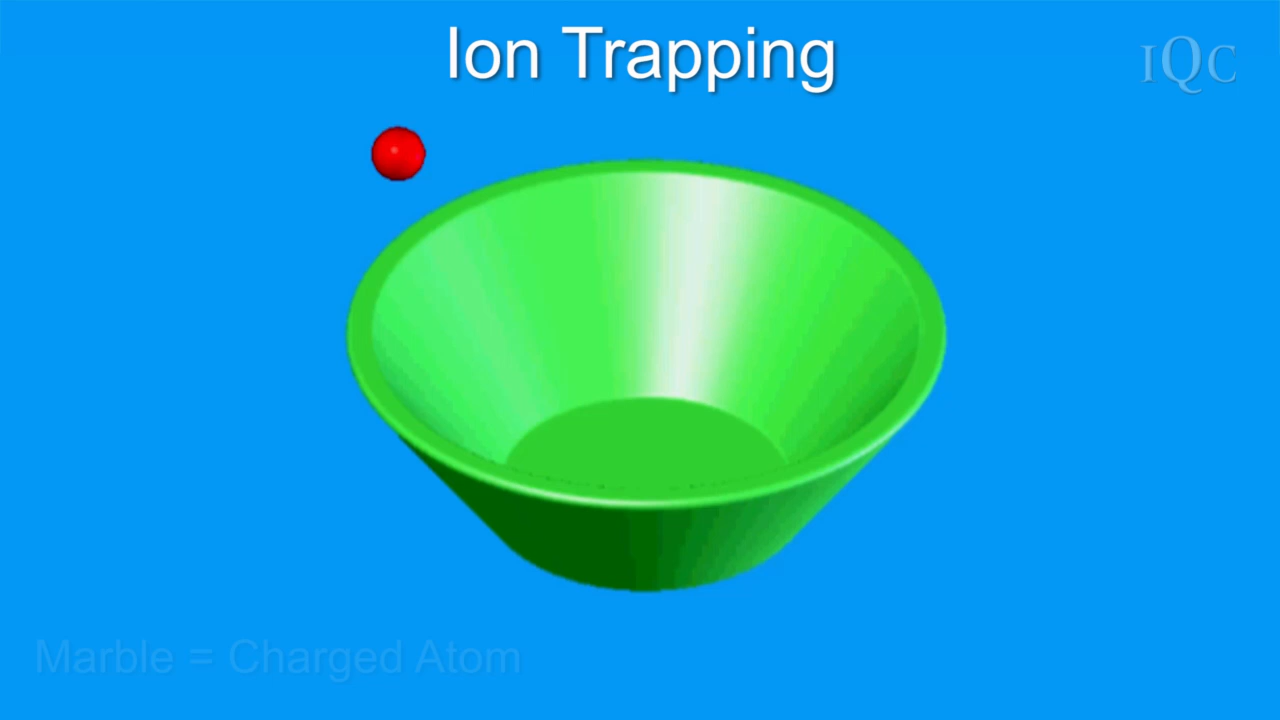 Ion Trapping
IQC
Marble = Charged Atom